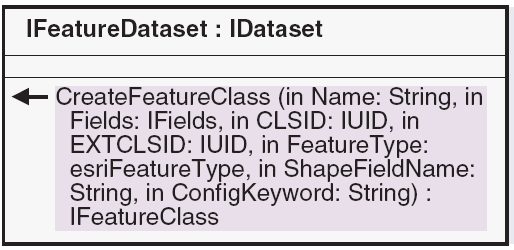 IFeatureDataset : IDataset
CreateFeatureClass (in Name: String, in
Fields: IFields, in CLSID: IUID, in
EXTCLSID: IUID, in FeatureType:
esriFeatureType, in ShapeFieldName:
String, in ConfigKeyword: String) :
IFeatureClass